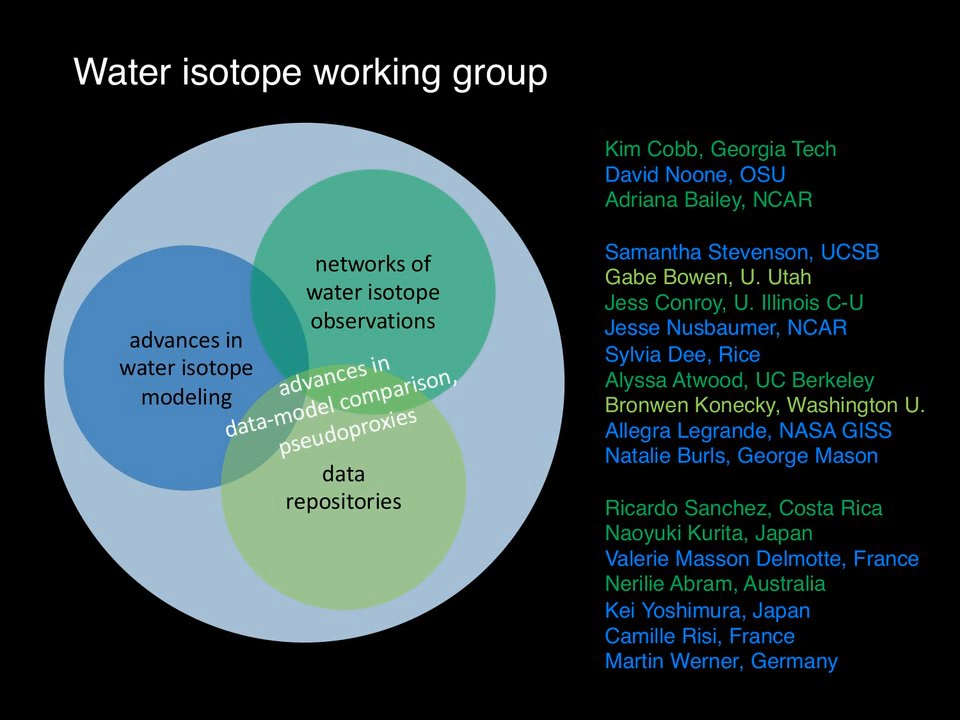 Water isotope working group
networks of
water isotope
observations
advances in
water isotope
modeling
advances in
data-model comparison,
pseudoproxies
data
repositories
Kim Cobb, Georgia Tech
David Noone, OSU
Adriana Bailey, NCAR
Samantha Stevenson, UCSB
Gabe Bowen, U. Utah
Jess Conroy, U. Illinois C-U
Jesse Nusbaumer, NCAR
Sylvia Dee, Rice
Alyssa Atwood, UC Berkeley
Bronwen Konecky, Washington U.
Allegra Legrande, NASA GISS
Natalie Burls, George Mason
Ricardo Sanchez, Costa Rica
Naoyuki Kurita, Japan
Valerie Masson Delmotte, France
Nerilie Abram, Australia
Kei Yoshimura, Japan
Camille Risi, France
Martin Werner, Germany